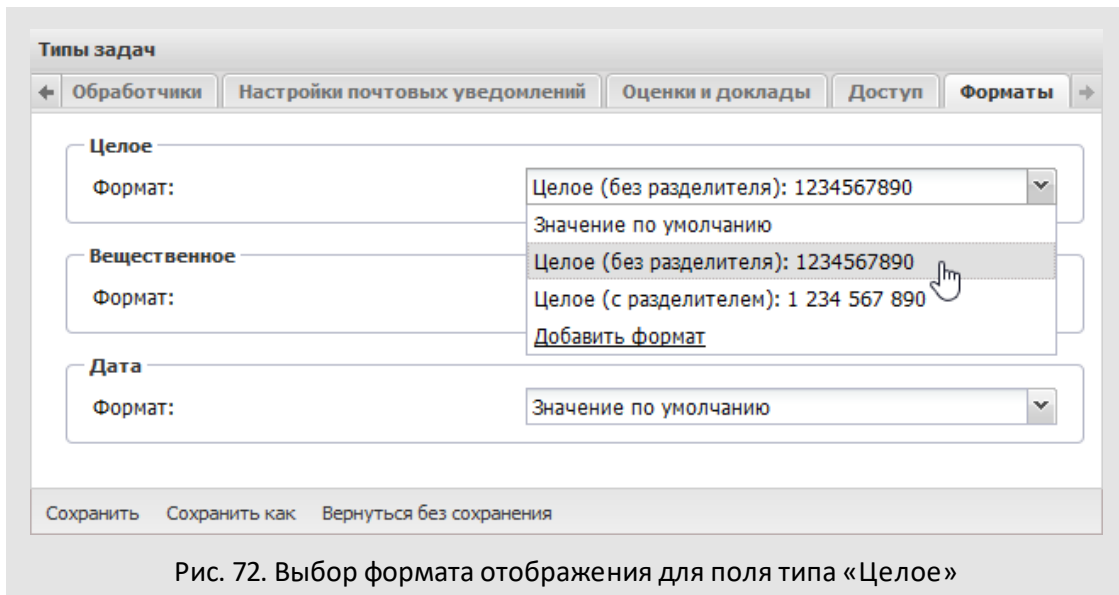 Типы задач
Обработчики Настройки почтовых уведомлений Оценки и доклады Доступ Форматы
Целое
Формат: Целое (без разделителя): 1234567890
Значение по умолчанию
Вещественное Целое (без разделителя): 1234567890
Формат: Целое (с разделителем): 1 234 567 890
Добавить формат
Дата
Формат: Значение по умолчанию
Сохранить Сохранить как Вернуться без сохранения
Рис. 72. Выбор формата отображения для поля типа «Целое»